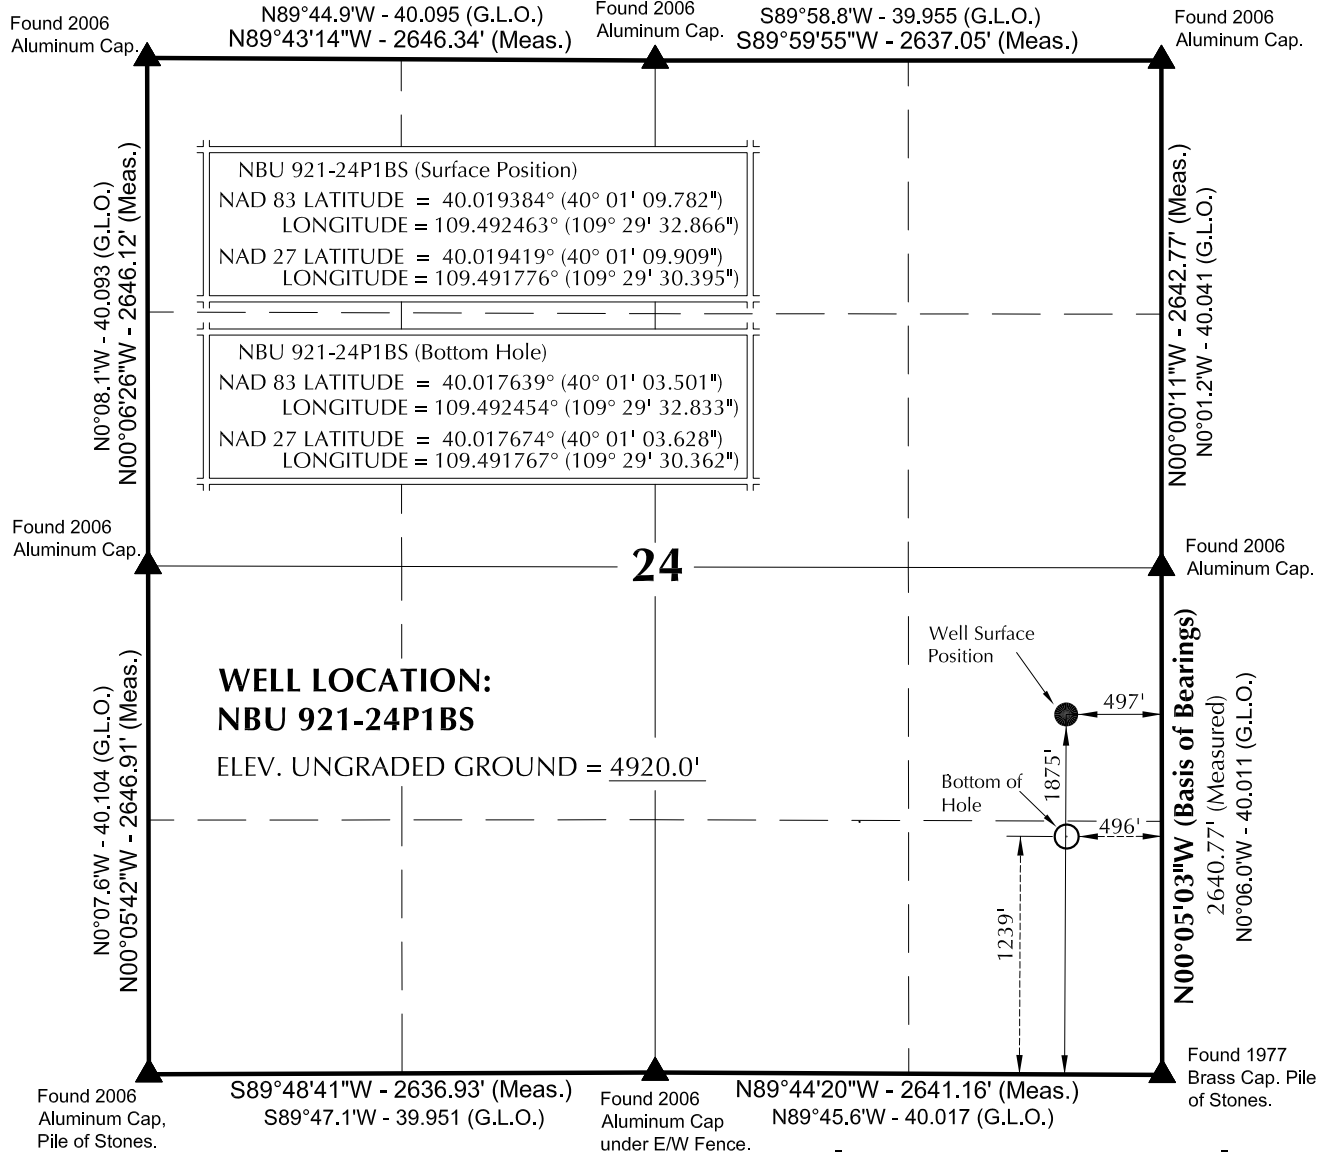 Found 2006
Aluminum Cap.
N89°44.9'W - 40.095 (G.L.O.)
N89°43'14"W - 2646.34' (Meas.)
Found 2006
Aluminum Cap.
S89°58.8'W - 39.955 (G.L.O.)
S89°59'55"W - 2637.05' (Meas.)
Found 2006
Aluminum Cap.
N0°08.1'W - 40.093 (G.L.O.)
N00°06'26"W - 2646.12' (Meas.)
NBU 921-24P1BS (Surface Position)
NAD 83 LATITUDE = 40.019384° (40° 01' 09.782")
LONGITUDE = 109.492463° (109° 29' 32.866")
NAD 27 LATITUDE = 40.019419° (40° 01' 09.909")
LONGITUDE = 109.491776° (109° 29' 30.395")
NBU 921-24P1BS (Bottom Hole)
NAD 83 LATITUDE = 40.017639° (40° 01' 03.501")
LONGITUDE = 109.492454° (109° 29' 32.833")
NAD 27 LATITUDE = 40.017674° (40° 01' 03.628")
LONGITUDE = 109.491767° (109° 29' 30.362")
N00°00'11"W - 2642.77' (Meas.)
N0°01.2'W - 40.041 (G.L.O.)
Found 2006
Aluminum Cap.
24
Found 2006
Aluminum Cap.
WELL LOCATION:
NBU 921-24P1BS
ELEV. UNGRADED GROUND = 4920.0'
Well Surface
Position
497'
1875'
Bottom of
Hole
496'
1239'
N0°07.6'W - 40.104 (G.L.O.)
N00°05'42"W - 2646.91' (Meas.)
N00°05'03"W (Basis of Bearings)
2640.77' (Measured)
N0°06.0'W - 40.011 (G.L.O.)
Found 2006
Aluminum Cap,
Pile of Stones.
S89°48'41"W - 2636.93' (Meas.)
S89°47.1'W - 39.951 (G.L.O.)
Found 2006
Aluminum Cap
under E/W Fence.
N89°44'20"W - 2641.16' (Meas.)
N89°45.6'W - 40.017 (G.L.O.)
Found 1977
Brass Cap. Pile
of Stones.